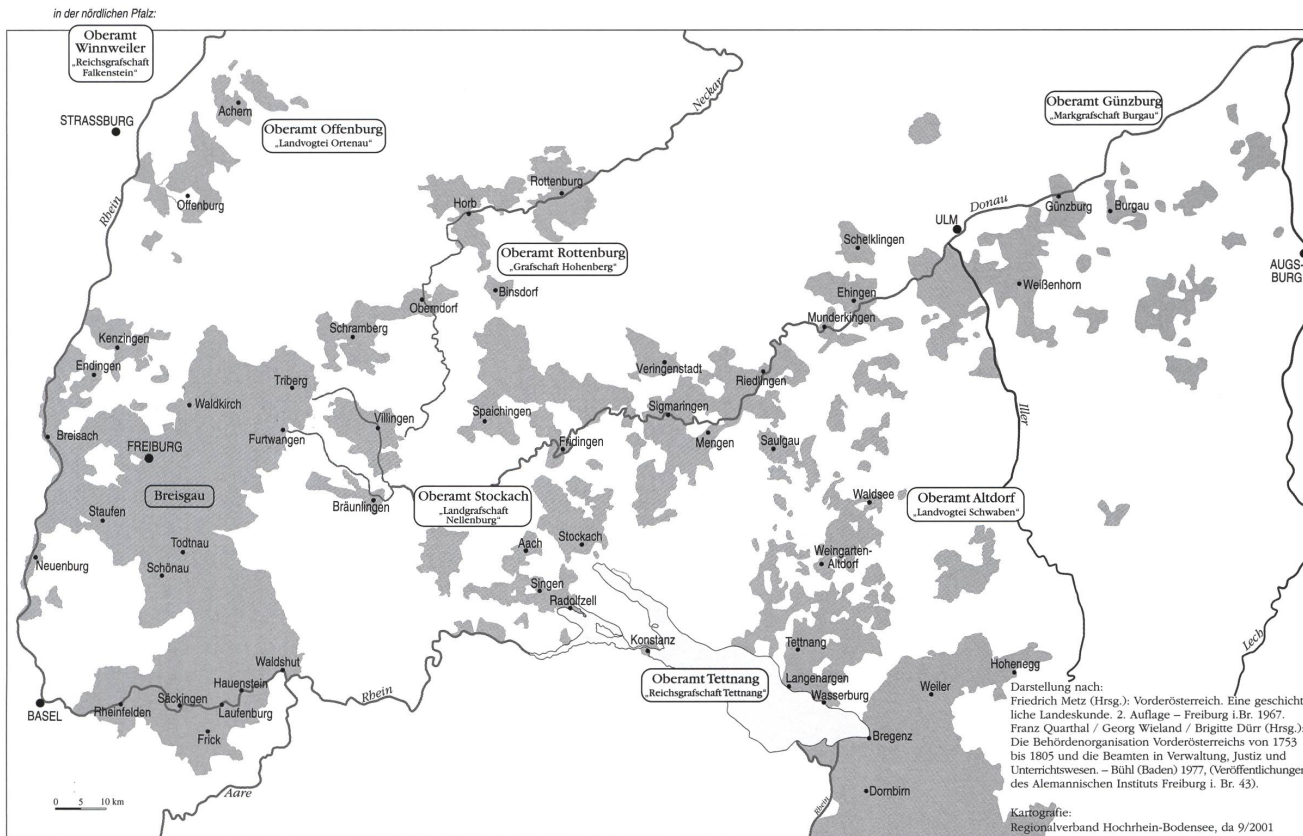 in der nördlichen Pfalz:
Oberamt
Winnweiler
„Reichsgrafschaft
Falkenstein“
STRASSBURG
Achern
Oberamt Offenburg
„Landvogtei Ortenau“
Neckar
Oberamt Günzburg
„Markgrafschaft Burgau“
Rhein
Offenburg
Horb
Rottenburg
Donau
ULM
Günzburg
Burgau
Oberamt Rottenburg
„Grafschaft Hohenberg“
Schelklingen
AUGS-
BURG
Binsdorf
Oberndorf
Ehingen
Weißenhorn
Munderkingen
Schramberg
Kenzingen
Endingen
Triberg
Veringenstadt
Riedlingen
Waldkirch
Villingen
Spaichingen
Sigmaringen
Iller
Breisach
FREIBURG
Furtwangen
Fridingen
Mengen
Saulgau
Breisgau
Bräunlingen
Oberamt Stockach
„Landgrafschaft
Nellenburg“
Waldsee
Oberamt Altdorf
„Landvogtei Schwaben“
Staufen
Todtnau
Aach
Stockach
Neuenburg
Schönau
Weingarten-
Altdorf
Singen
Radolfzell
Konstanz
Tettnang
Lech
Waldshut
Hauenstein
Rhein
Oberamt Tettnang
„Reichsgrafschaft Tettnang“
Langenargen
Wasserburg
Weiler
Hohenegg
BASEL
Rheinfelden
Säckingen
Laufenburg
Frick
Bregenz
Aare
Rhein
Dornbirn
0 5 10 km
Darstellung nach:
Friedrich Metz (Hrsg.): Vorderösterreich. Eine geschicht-
liche Landeskunde. 2. Auflage – Freiburg i.Br. 1967.
Franz Quarthal / Georg Wieland / Brigitte Dürr (Hrsg.):
Die Behördenorganisation Vorderösterreichs von 1753
bis 1805 und die Beamten in Verwaltung, Justiz und
Unterrichtswesen. – Bühl (Baden) 1977, (Veröffentlichungen
des Alemannischen Instituts Freiburg i. Br. 43).
Kartografie:
Regionalverband Hochrhein-Bodensee, da 9/2001